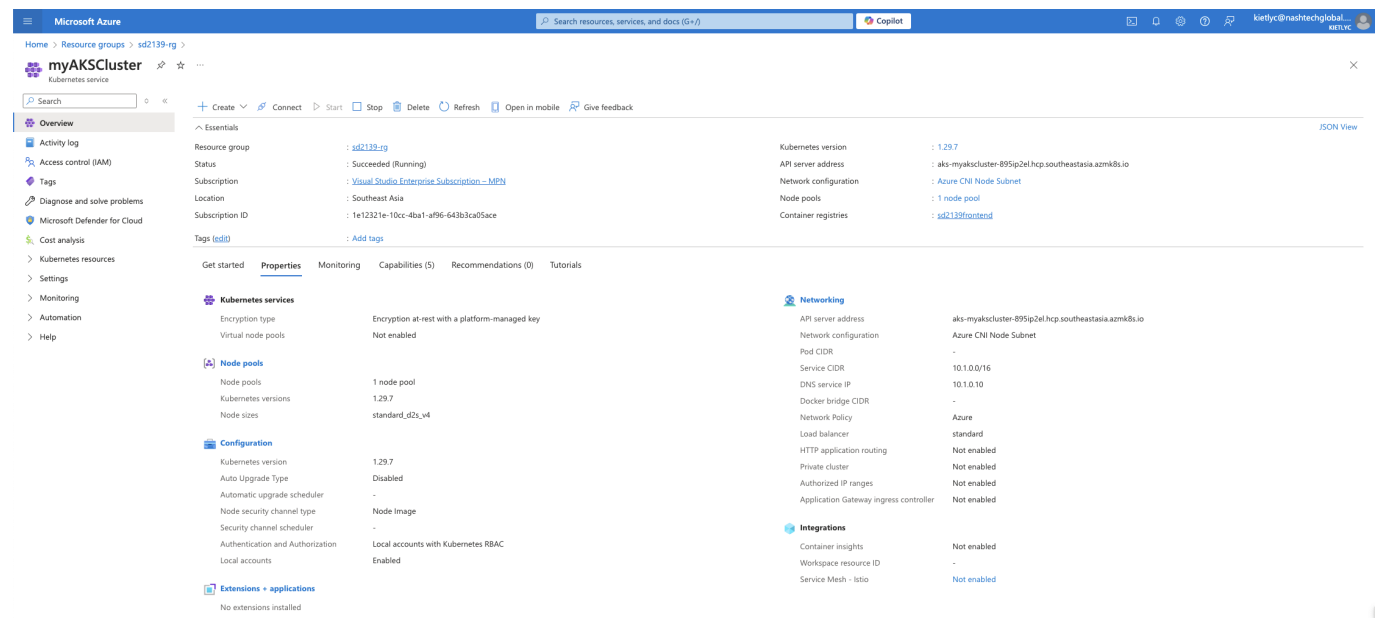 Microsoft Azure
Search resources, services, and docs (G+/)
Copilot
kietlyc@nashtechglobal....
KIETLYC
Home > Resource groups > sd2139-rg >
myAKSCluster
Kubernetes service
Search
Create
Connect
Start
Stop
Delete
Refresh
Open in mobile
Give feedback
Overview
Activity log
Access control (IAM)
Tags
Diagnose and solve problems
Microsoft Defender for Cloud
Cost analysis
Kubernetes resources
Settings
Monitoring
Automation
Help
Essentials
JSON View
Resource group : sd2139-rg
Status : Succeeded (Running)
Subscription : Visual Studio Enterprise Subscription – MPN
Location : Southeast Asia
Subscription ID : 1e12321e-10cc-4ba1-af96-643b3ca05ace
Tags (edit) : Add tags
Kubernetes version : 1.29.7
API server address : aks-myakscluster-895ip2el.hcp.southeastasia.azmk8s.io
Network configuration : Azure CNI Node Subnet
Node pools : 1 node pool
Container registries : sd2139frontend
Get started
Properties
Monitoring
Capabilities (5)
Recommendations (0)
Tutorials
Kubernetes services
Encryption type Encryption at-rest with a platform-managed key
Virtual node pools Not enabled
Node pools
Node pools 1 node pool
Kubernetes versions 1.29.7
Node sizes standard_d2s_v4
Configuration
Kubernetes version 1.29.7
Auto Upgrade Type Disabled
Automatic upgrade scheduler -
Node security channel type Node Image
Security channel scheduler -
Authentication and Authorization Local accounts with Kubernetes RBAC
Local accounts Enabled
Extensions + applications
No extensions installed
Networking
API server address aks-myakscluster-895ip2el.hcp.southeastasia.azmk8s.io
Network configuration Azure CNI Node Subnet
Pod CIDR -
Service CIDR 10.1.0.0/16
DNS service IP 10.1.0.10
Docker bridge CIDR -
Network Policy Azure
Load balancer standard
HTTP application routing Not enabled
Private cluster Not enabled
Authorized IP ranges Not enabled
Application Gateway ingress controller Not enabled
Integrations
Container insights Not enabled
Workspace resource ID -
Service Mesh - Istio Not enabled